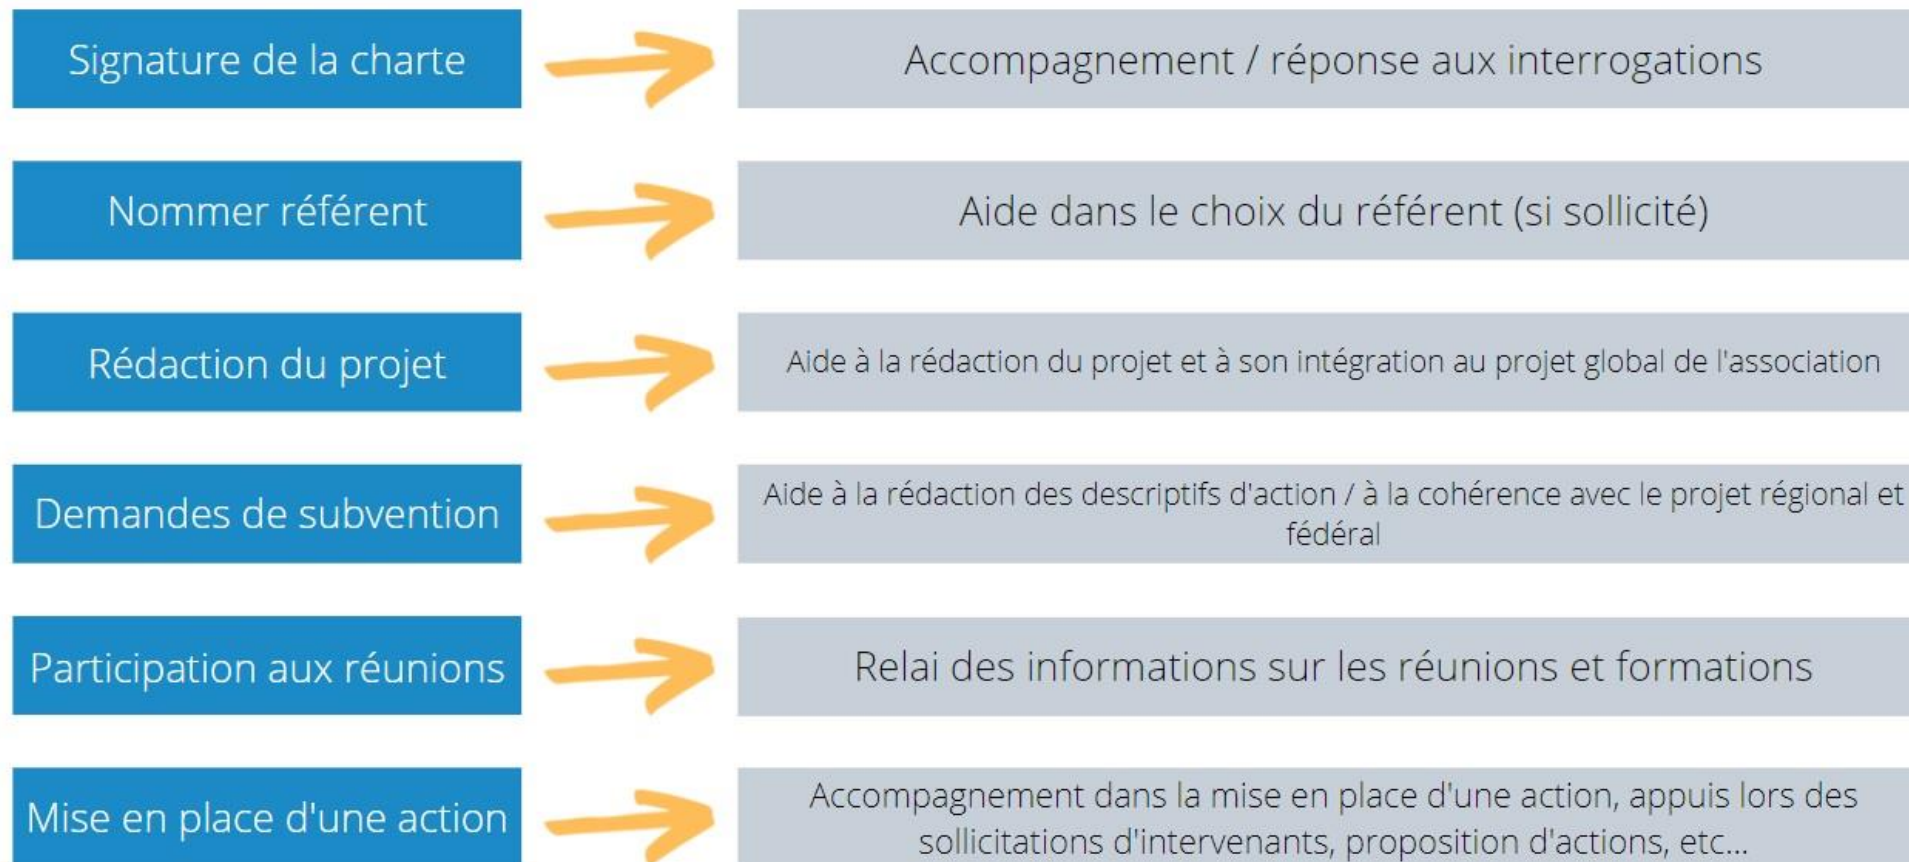 Signature de la charte
Accompagnement / réponse aux interrogations
Nommer référent
Aide dans le choix du référent (si sollicité)
Rédaction du projet
Aide à la rédaction du projet et à son intégration au projet global de l'association
Demandes de subvention
Aide à la rédaction des descriptifs d'action / à la cohérence avec le projet régional et
fédéral
Participation aux réunions
Relai des informations sur les réunions et formations
Mise en place d'une action
Accompagnement dans la mise en place d'une action, appuis lors des
sollicitations d'intervenants, proposition d'actions, etc...